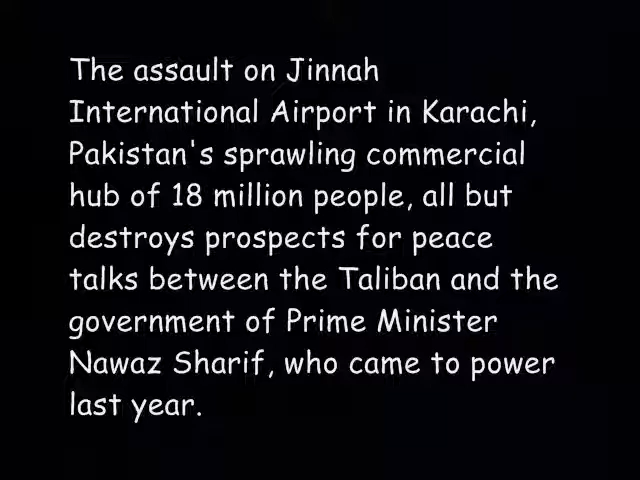 The assault on Jinnah
International Airport in Karachi,
Pakistan's sprawling commercial
hub of 18 million people, all but
destroys prospects for peace
talks between the Taliban and the
government of Prime Minister
Nawaz Sharif, who came to power
last year.